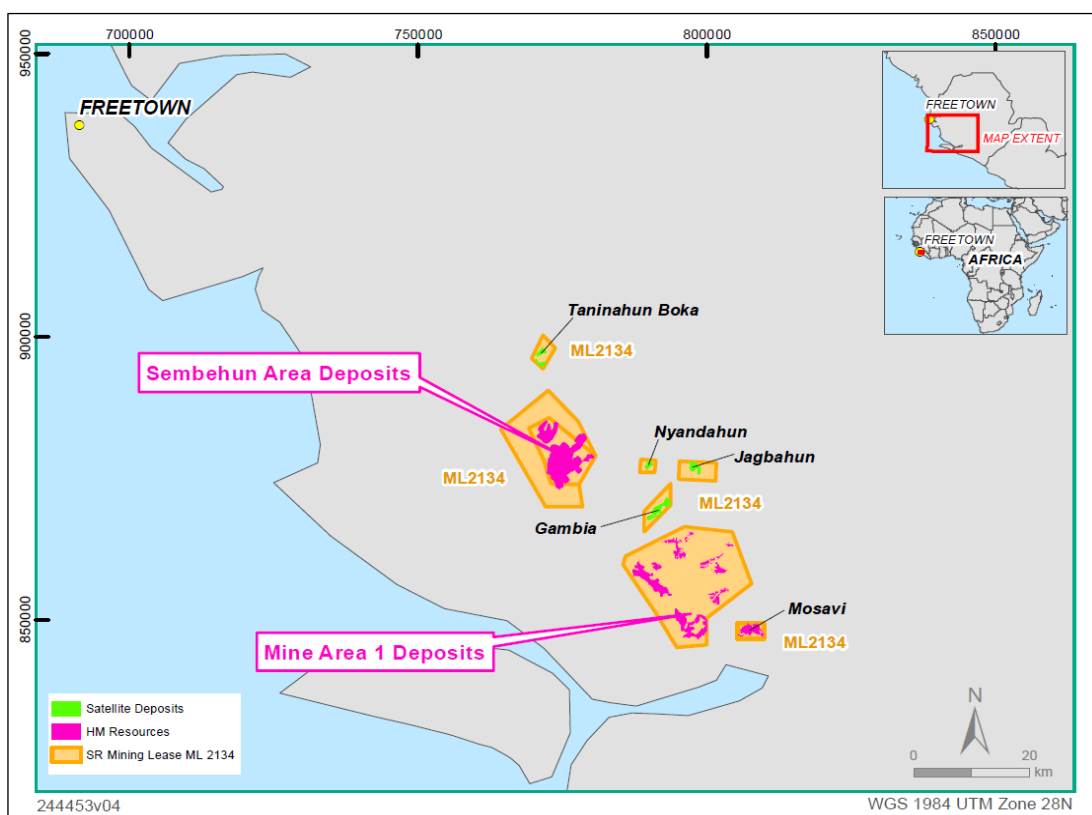 700000
750000
800000
850000
950000
900000
850000
FREETOWN
FREETOWN
MAP EXTENT
FREETOWN
AFRICA
Taninahun Boka
ML2134
Sembehun Area Deposits
Nyandahun
Jagbahun
ML2134
ML2134
Gambia
Mosavi
Mine Area 1 Deposits
ML2134
Satellite Deposits
HM Resources
SR Mining Lease ML 2134
N
0
20
km
244453v04
WGS 1984 UTM Zone 28N